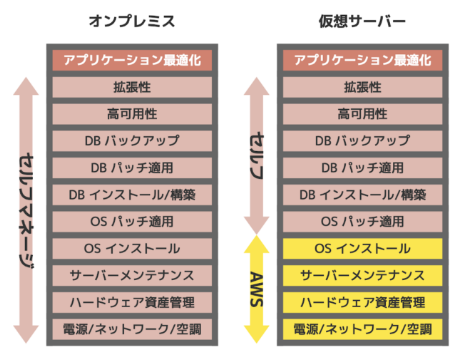 オンプレミス
アプリケーション最適化
拡張性
高可用性
DB バックアップ
DB パッチ適用
DB インストール/構築
OS パッチ適用
OS インストール
サーバーメンテナンス
ハードウェア資産管理
電源/ネットワーク/空調
セルフマネージ
仮想サーバー
アプリケーション最適化
拡張性
高可用性
DB バックアップ
DB パッチ適用
DB インストール/構築
OS パッチ適用
OS インストール
サーバーメンテナンス
ハードウェア資産管理
電源/ネットワーク/空調
セルフ
AWS